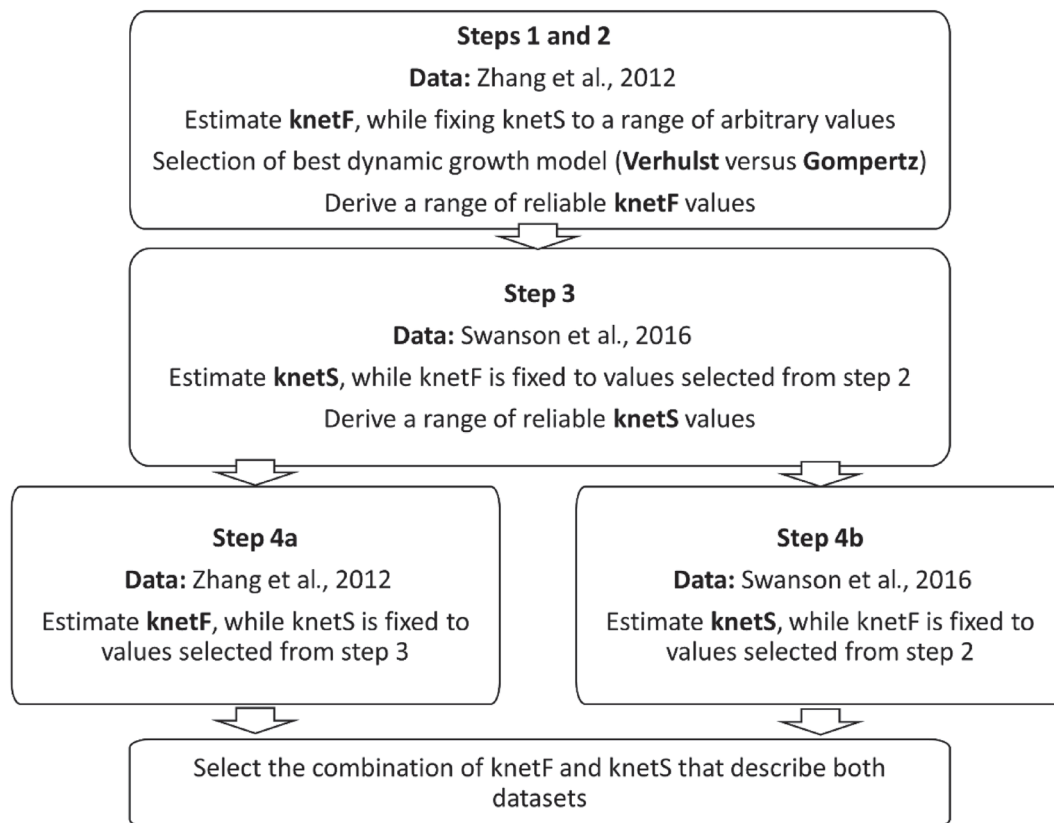 Steps 1 and 2
Data: Zhang et al., 2012
Estimate knetF, while fixing knetS to a range of arbitrary values
Selection of best dynamic growth model (Verhulst versus Gompertz)
Derive a range of reliable knetF values
Step 3
Data: Swanson et al., 2016
Estimate knetS, while knetF is fixed to values selected from step 2
Derive a range of reliable knetS values
Step 4a
Data: Zhang et al., 2012
Estimate knetF, while knetS is fixed to
values selected from step 3
Step 4b
Data: Swanson et al., 2016
Estimate knetS, while knetF is fixed to
values selected from step 2
Select the combination of knetF and knetS that describe both
datasets